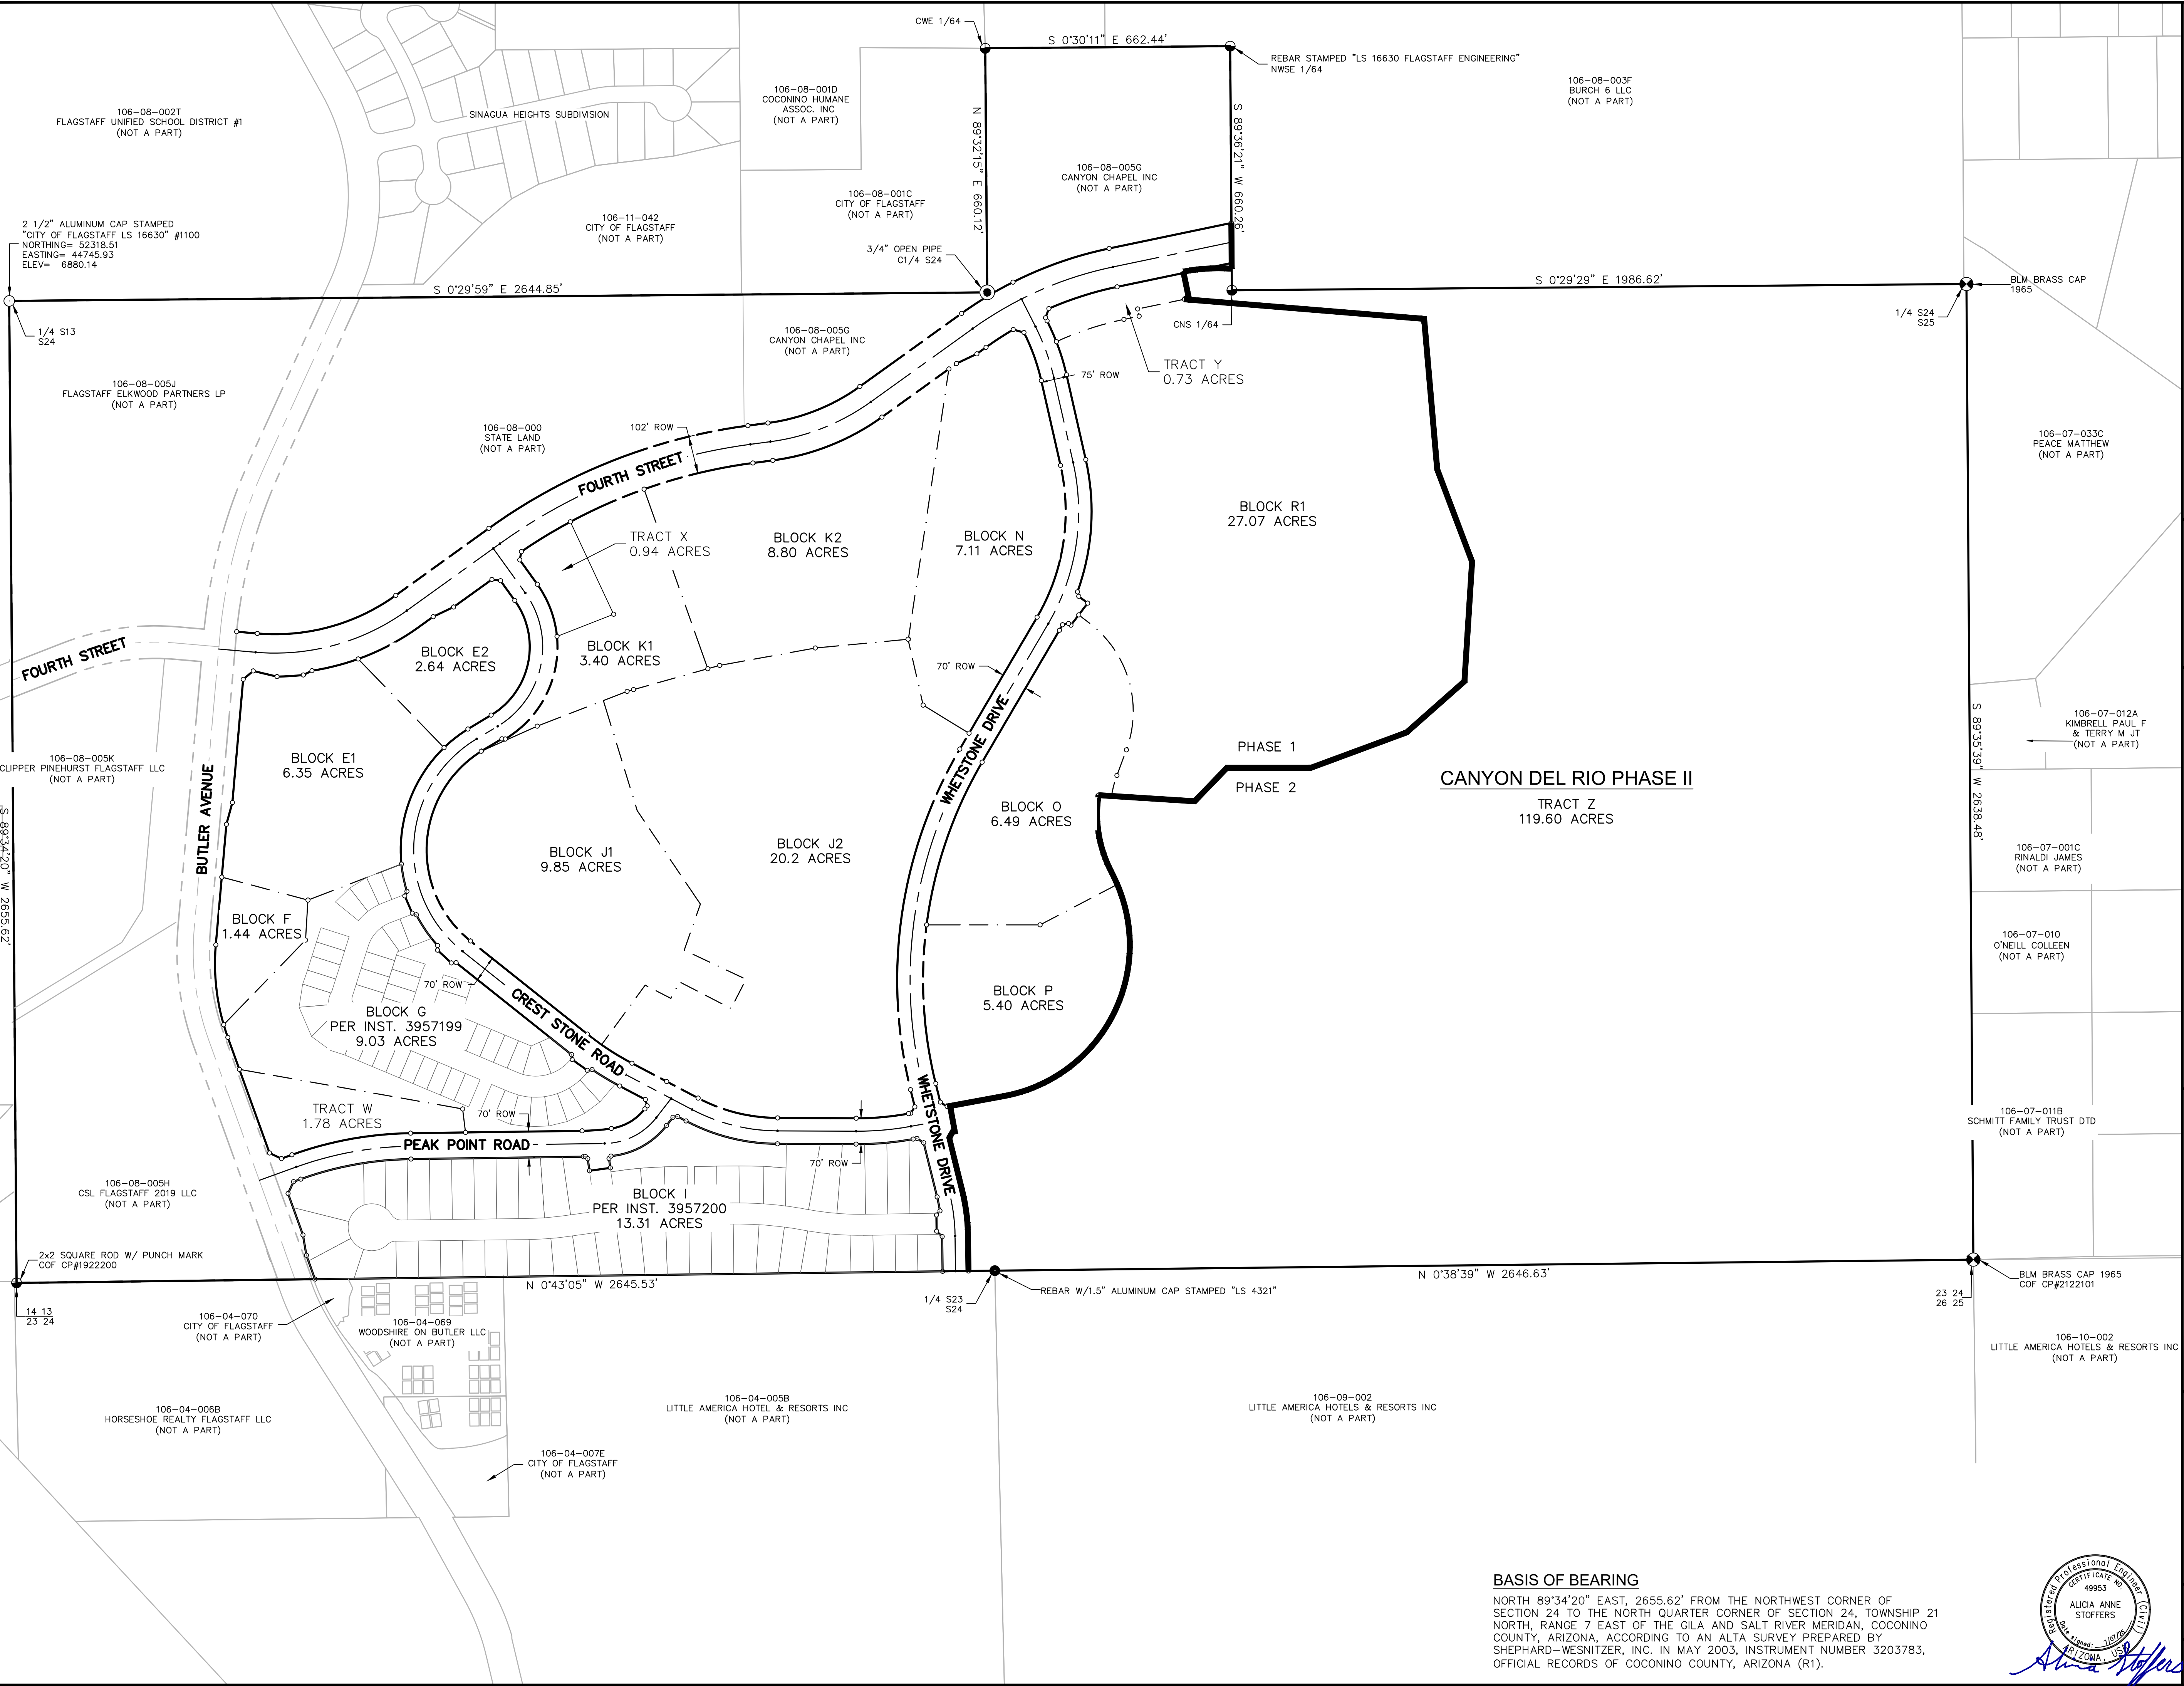 CWE 1/64
S 0°30'11" E 662.44'
REBAR STAMPED "LS 16630 FLAGSTAFF ENGINEERING"
NWSE 1/64
106-08-003F
BURCH 6 LLC
(NOT A PART)
106-08-002T
FLAGSTAFF UNIFIED SCHOOL DISTRICT #1
(NOT A PART)
SINAGUA HEIGHTS SUBDIVISION
106-08-001D
COCONINO HUMANE
ASSOC. INC
(NOT A PART)
N 89°32'15" E 660.12'
S 89°36'21" W 660.26'
106-08-005G
CANYON CHAPEL INC
(NOT A PART)
106-08-001C
CITY OF FLAGSTAFF
(NOT A PART)
106-11-042
CITY OF FLAGSTAFF
(NOT A PART)
2 1/2" ALUMINUM CAP STAMPED
"CITY OF FLAGSTAFF LS 16630" #1100
NORTHING= 52318.51
EASTING= 44745.93
ELEV= 6880.14
3/4" OPEN PIPE
C1/4 S24
S 0°29'59" E 2644.85'
S 0°29'29" E 1986.62'
BLM BRASS CAP
1965
1/4 S24
S25
1/4 S13
S24
CNS 1/64
106-08-005G
CANYON CHAPEL INC
(NOT A PART)
TRACT Y
0.73 ACRES
75' ROW
106-08-005J
FLAGSTAFF ELKWOOD PARTNERS LP
(NOT A PART)
106-08-000
STATE LAND
(NOT A PART)
102' ROW
FOURTH STREET
106-07-033C
PEACE MATTHEW
(NOT A PART)
BLOCK R1
27.07 ACRES
TRACT X
0.94 ACRES
BLOCK K2
8.80 ACRES
BLOCK N
7.11 ACRES
FOURTH STREET
BLOCK E2
2.64 ACRES
BLOCK K1
3.40 ACRES
70' ROW
WHETSTONE DRIVE
106-07-012A
KIMBRELL PAUL F
& TERRY M JT
(NOT A PART)
S 89°35'39" W 2638.48'
106-08-005K
CLIPPER PINEHURST FLAGSTAFF LLC
(NOT A PART)
BUTLER AVENUE
BLOCK E1
6.35 ACRES
PHASE 1
PHASE 2
CANYON DEL RIO PHASE II
TRACT Z
119.60 ACRES
S 89°34'20" W 2655.62'
BLOCK J1
9.85 ACRES
BLOCK J2
20.2 ACRES
BLOCK O
6.49 ACRES
106-07-001C
RINALDI JAMES
(NOT A PART)
BLOCK F
1.44 ACRES
106-07-010
O'NEILL COLLEEN
(NOT A PART)
70' ROW
BLOCK G
PER INST. 3957199
9.03 ACRES
CREST STONE ROAD
BLOCK P
5.40 ACRES
TRACT W
1.78 ACRES
70' ROW
PEAK POINT ROAD
70' ROW
WHETSTONE DRIVE
106-07-011B
SCHMITT FAMILY TRUST DTD
(NOT A PART)
106-08-005H
CSL FLAGSTAFF 2019 LLC
(NOT A PART)
BLOCK I
PER INST. 3957200
13.31 ACRES
2x2 SQUARE ROD W/ PUNCH MARK
COF CP#1922200
N 0°43'05" W 2645.53'
N 0°38'39" W 2646.63'
REBAR W/1.5" ALUMINUM CAP STAMPED "LS 4321"
1/4 S23
S24
BLM BRASS CAP 1965
COF CP#2122101
23 24
26 25
14 13
23 24
106-04-070
CITY OF FLAGSTAFF
(NOT A PART)
106-04-069
WOODSHIRE ON BUTLER LLC
(NOT A PART)
106-10-002
LITTLE AMERICA HOTELS & RESORTS INC
(NOT A PART)
106-04-006B
HORSESHOE REALTY FLAGSTAFF LLC
(NOT A PART)
106-04-005B
LITTLE AMERICA HOTEL & RESORTS INC
(NOT A PART)
106-09-002
LITTLE AMERICA HOTELS & RESORTS INC
(NOT A PART)
106-04-007E
CITY OF FLAGSTAFF
(NOT A PART)
BASIS OF BEARING
NORTH 89°34'20" EAST, 2655.62' FROM THE NORTHWEST CORNER OF
SECTION 24 TO THE NORTH QUARTER CORNER OF SECTION 24, TOWNSHIP 21
NORTH, RANGE 7 EAST OF THE GILA AND SALT RIVER MERIDAN, COCONINO
COUNTY, ARIZONA, ACCORDING TO AN ALTA SURVEY PREPARED BY
SHEPHARD-WESNITZER, INC. IN MAY 2003, INSTRUMENT NUMBER 3203783,
OFFICIAL RECORDS OF COCONINO COUNTY, ARIZONA (R1).
Registered Professional Engineer (Civil)
CERTIFICATE NO.
49953
ALICIA ANNE
STOFFERS
Date signed:
ARIZONA, USA
Alicia Stoffers